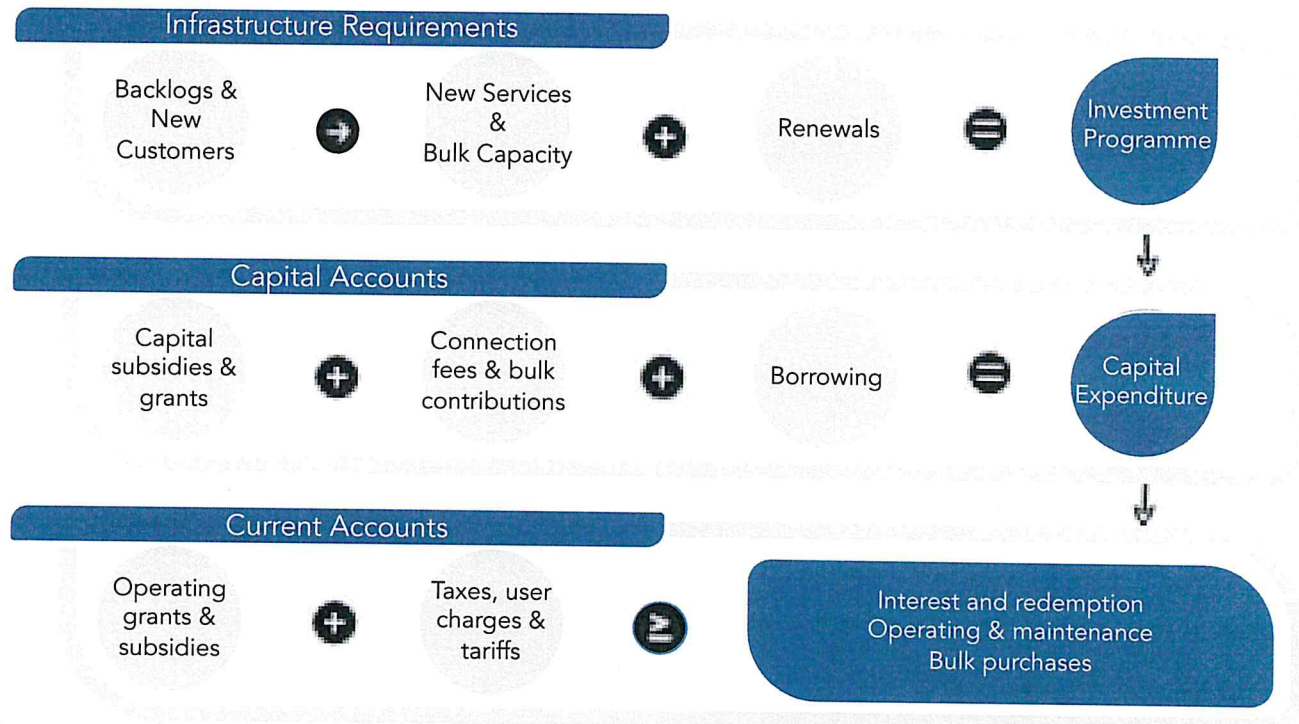 Infrastructure Requirements
Backlogs &
New
Customers
→
New Services
&
Bulk Capacity
+
Renewals
=
Investment
Programme
Capital Accounts
Capital
subsidies &
grants
+
Connection
fees & bulk
contributions
+
Borrowing
=
Capital
Expenditure
Current Accounts
Operating
grants &
subsidies
+
Taxes, user
charges &
tariffs
≥
Interest and redemption
Operating & maintenance
Bulk purchases